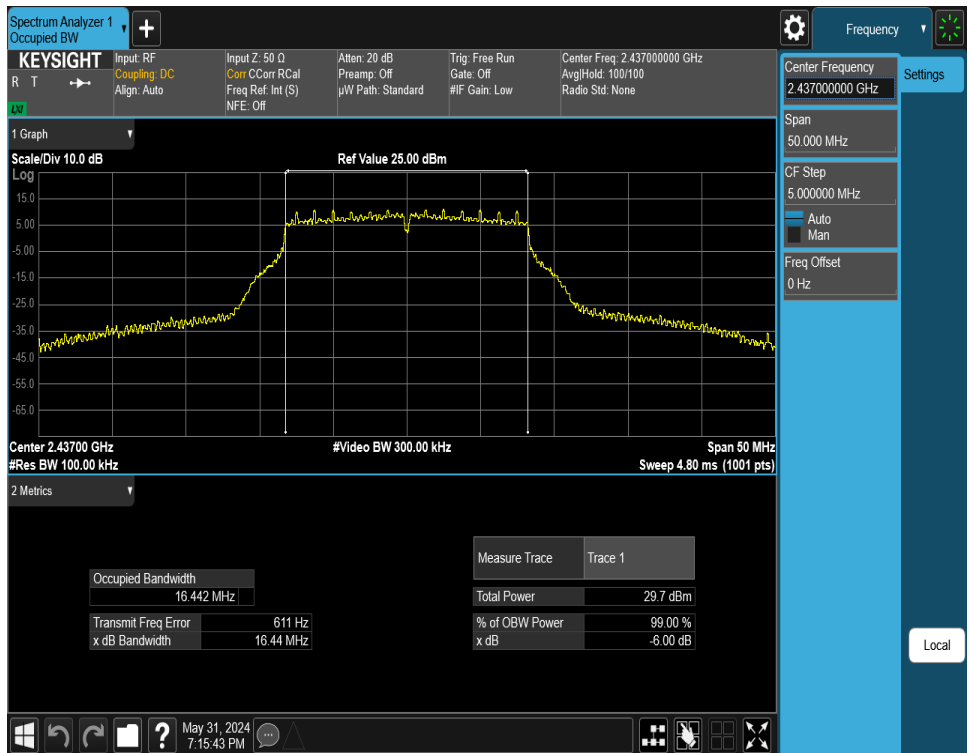 Spectrum Analyzer 1
Occupied BW
+
Frequency
KEYSIGHT
R T
LXI
Input: RF
Coupling: DC
Align: Auto
Input Z: 50 Ω
Corr CCorr RCal
Freq Ref: Int (S)
NFE: Off
Atten: 20 dB
Preamp: Off
µW Path: Standard
Trig: Free Run
Gate: Off
#IF Gain: Low
Center Freq: 2.437000000 GHz
Avg|Hold: 100/100
Radio Std: None
Center Frequency
2.437000000 GHz
Settings
Span
50.000 MHz
CF Step
5.000000 MHz
Auto
Man
Freq Offset
0 Hz
Local
1 Graph
Scale/Div 10.0 dB
Ref Value 25.00 dBm
Log
15.0
5.00
-5.00
-15.0
-25.0
-35.0
-45.0
-55.0
-65.0
Center 2.43700 GHz
#Video BW 300.00 kHz
Span 50 MHz
#Res BW 100.00 kHz
Sweep 4.80 ms (1001 pts)
2 Metrics
Measure Trace Trace 1
Occupied Bandwidth
16.442 MHz
Total Power 29.7 dBm
Transmit Freq Error 611 Hz
% of OBW Power 99.00 %
x dB Bandwidth 16.44 MHz
x dB -6.00 dB
?
May 31, 2024
7:15:43 PM